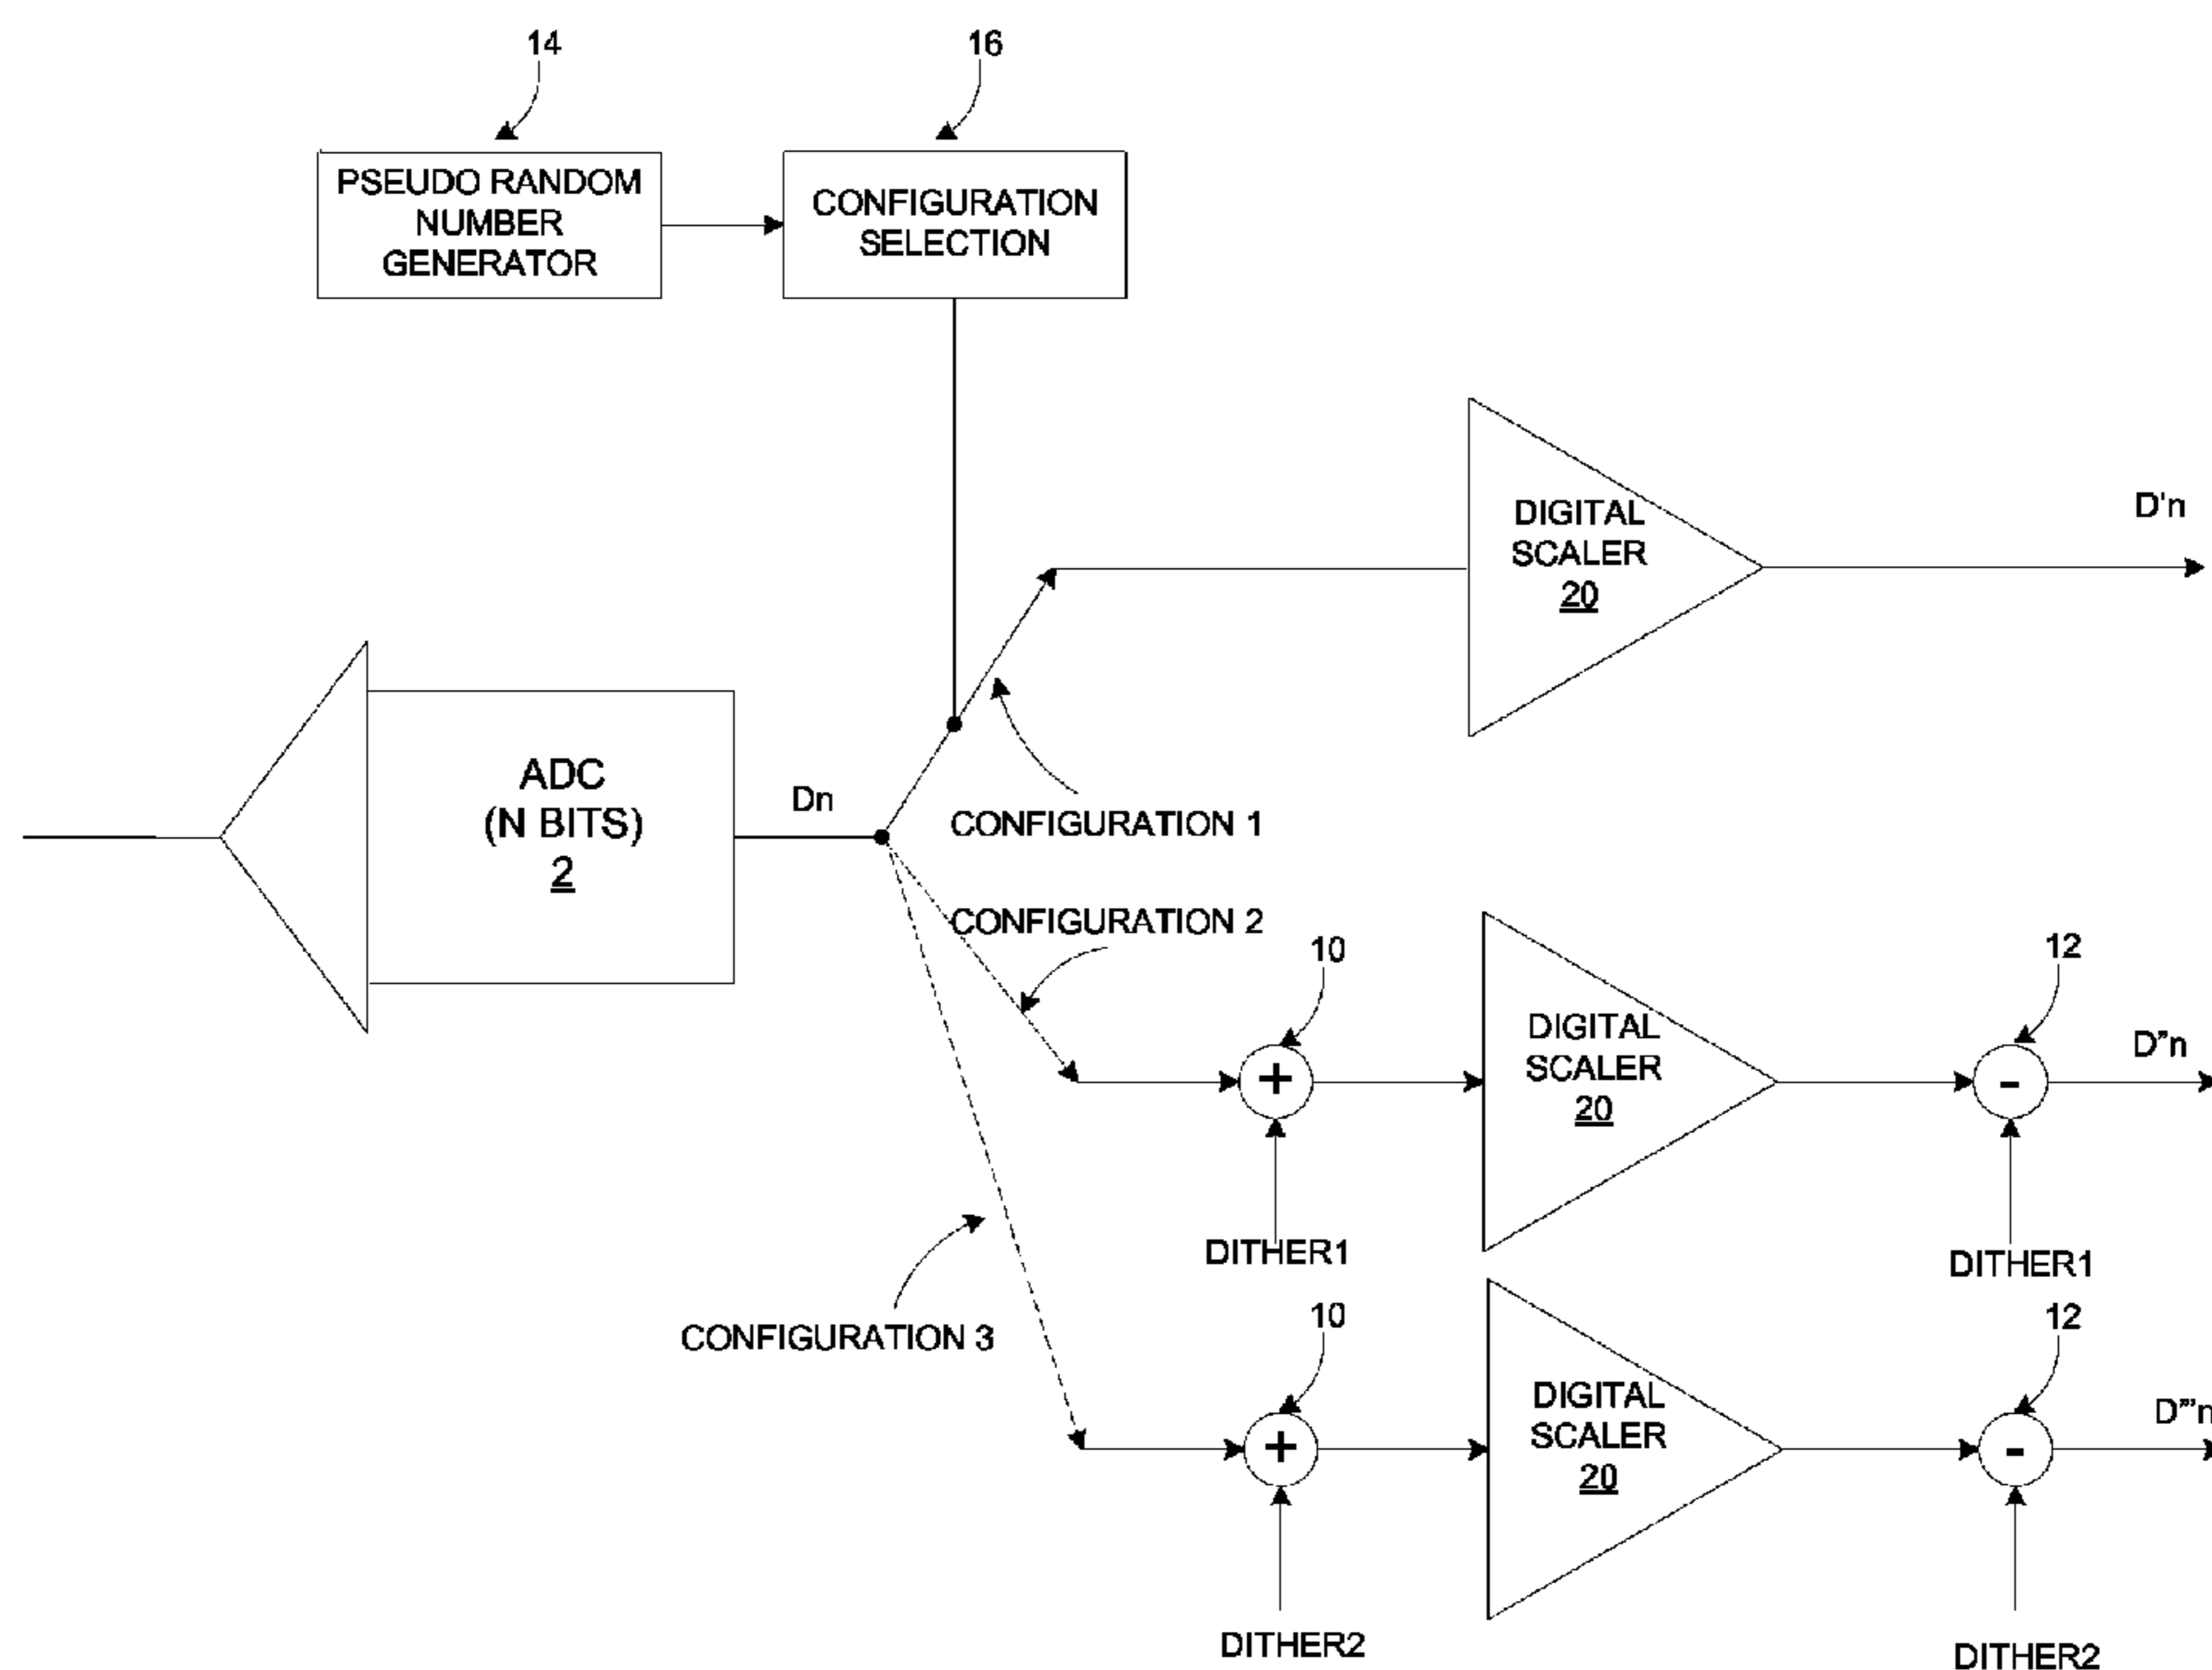 14
16
PSEUDO RANDOM
NUMBER
GENERATOR
CONFIGURATION
SELECTION
DIGITAL
SCALER
20
D'n
ADC
(N BITS)
2
Dn
CONFIGURATION 1
CONFIGURATION 2
10
12
DIGITAL
SCALER
20
+
-
D"n
DITHER1
DITHER1
CONFIGURATION 3
10
12
DIGITAL
SCALER
20
+
-
D"'n
DITHER2
DITHER2